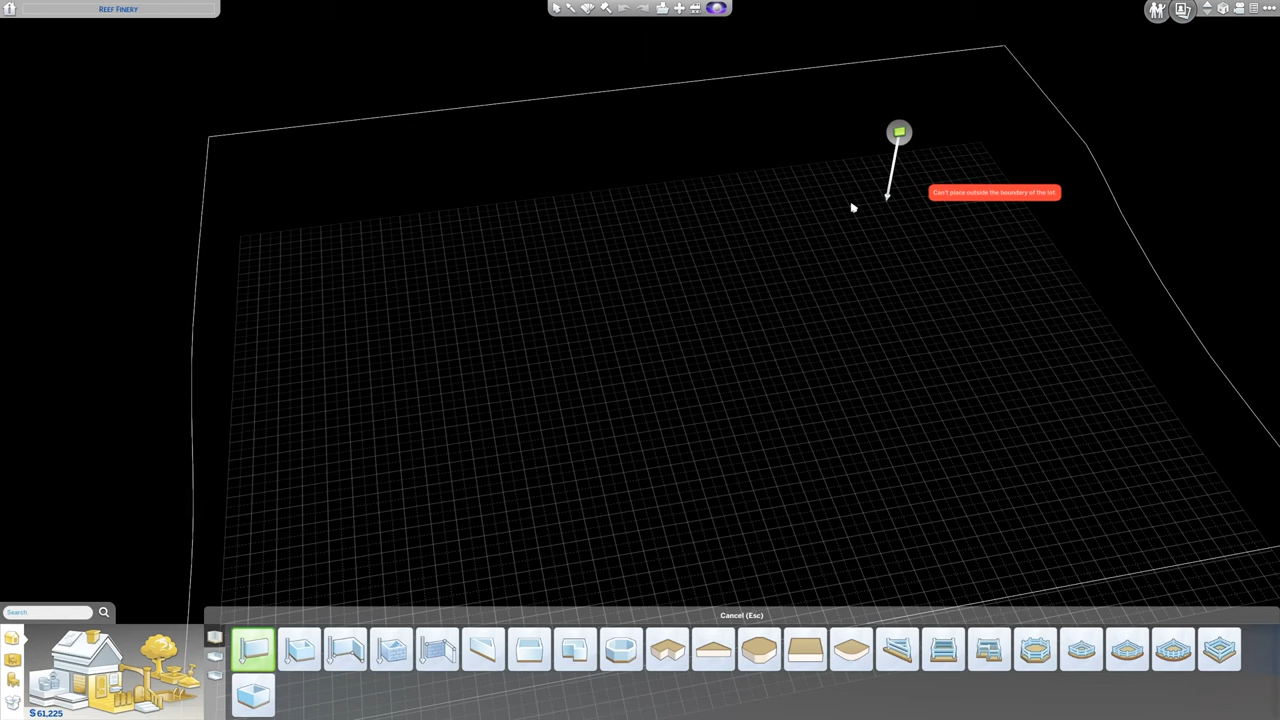 REEF FINERY
Can't place outside the boundary of the lot.
Cancel (Esc)
Search
§61,225